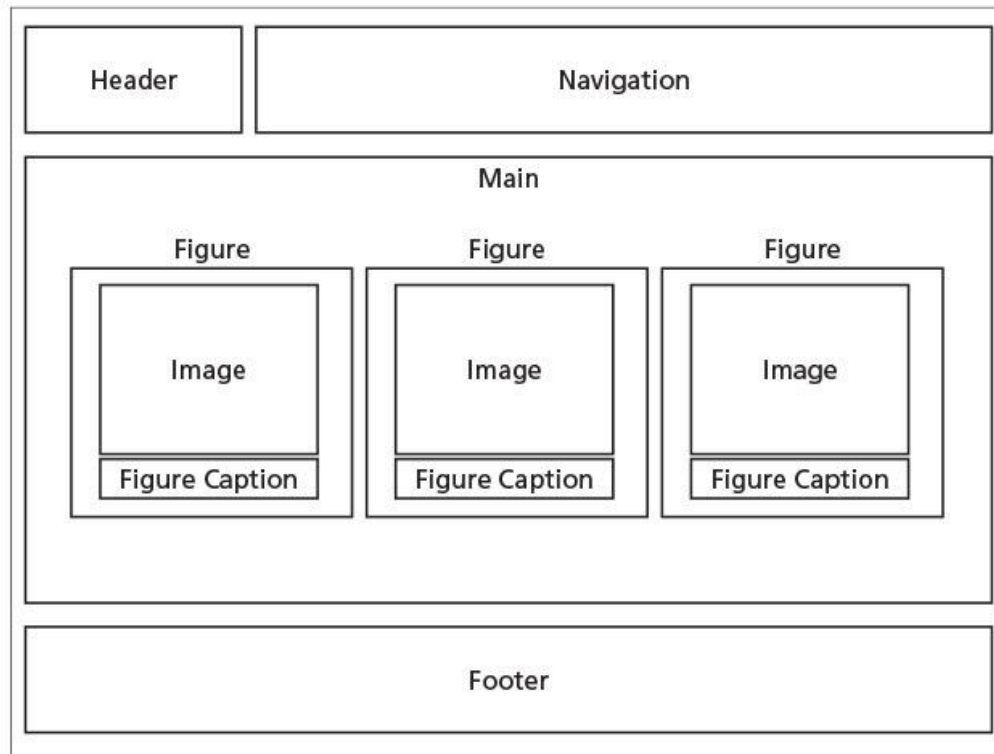 Header
Navigation
Main
Figure
Figure
Figure
Image
Image
Image
Figure Caption
Figure Caption
Figure Caption
Footer